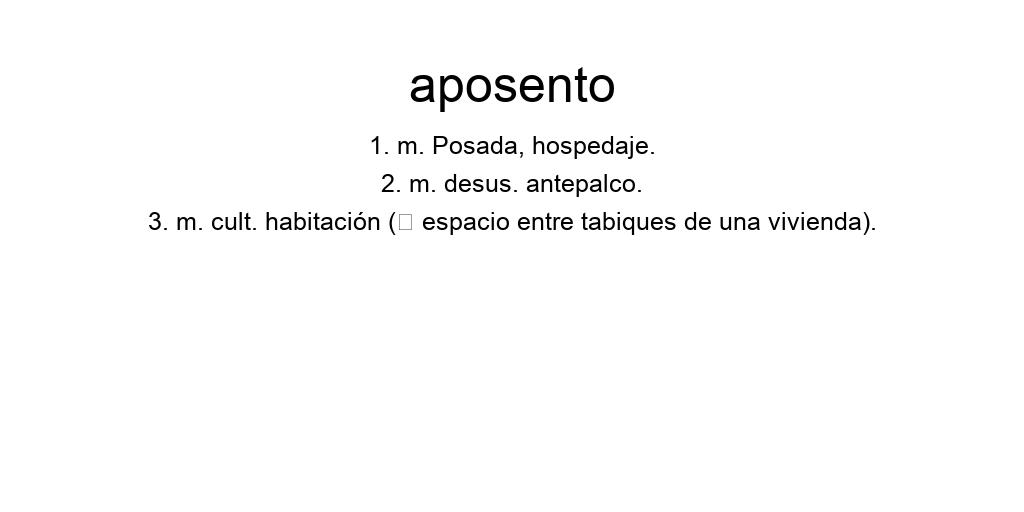 aposento
1. m. Posada, hospedaje.
2. m. desus. antepalco.
3. m. cult. habitación (□ espacio entre tabiques de una vivienda).